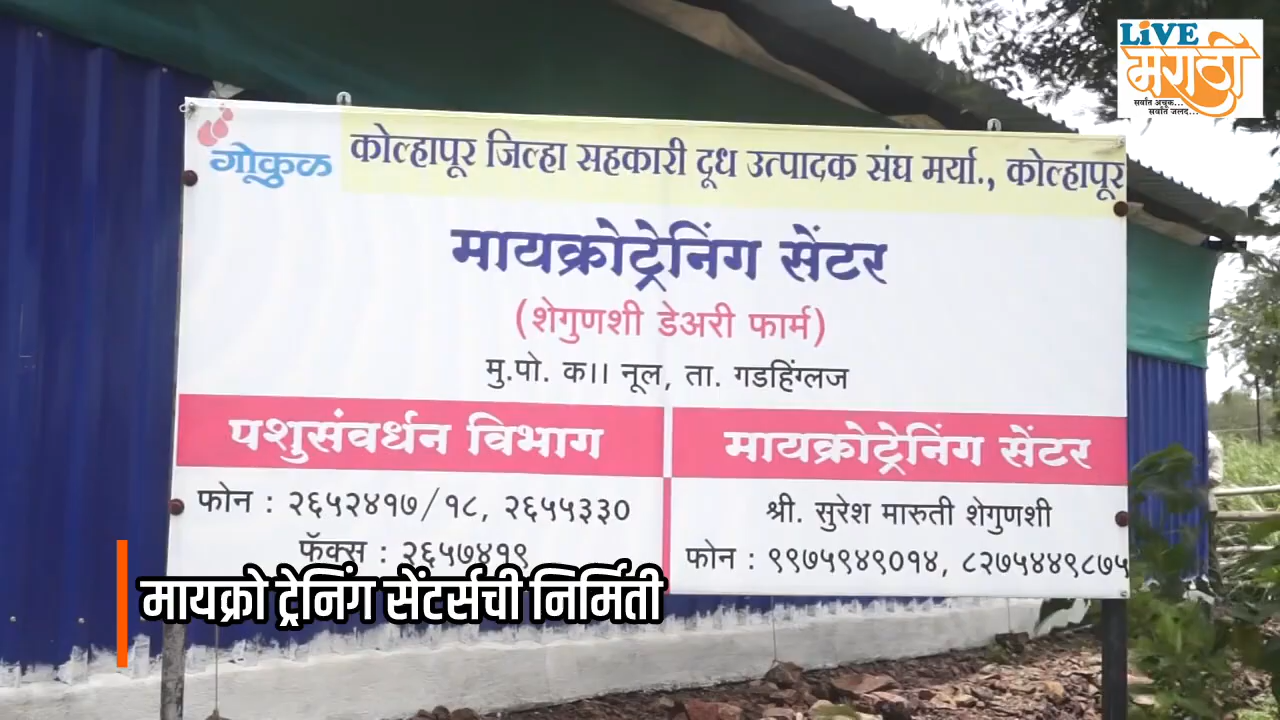 LiVE
मराठी
सर्वात अचूक...
सर्वात जलद...
गोकुळ
कोल्हापूर जिल्हा सहकारी दूध उत्पादक संघ मर्या., कोल्हापूर
मायक्रोट्रेनिंग सेंटर
(शेगुणशी डेअरी फार्म)
मु.पो. क।। नूल, ता. गडहिंग्लज
पशुसंवर्धन विभाग
फोन : २६५२४१७/१८, २६५५३३०
फॅक्स : २६५७४१९
मायक्रोट्रेनिंग सेंटर
श्री. सुरेश मारुती शेगुणशी
फोन : ९९७५९४९०१४, ८२७५४४९८७५
मायक्रो ट्रेनिंग सेंटर्सची निर्मिती